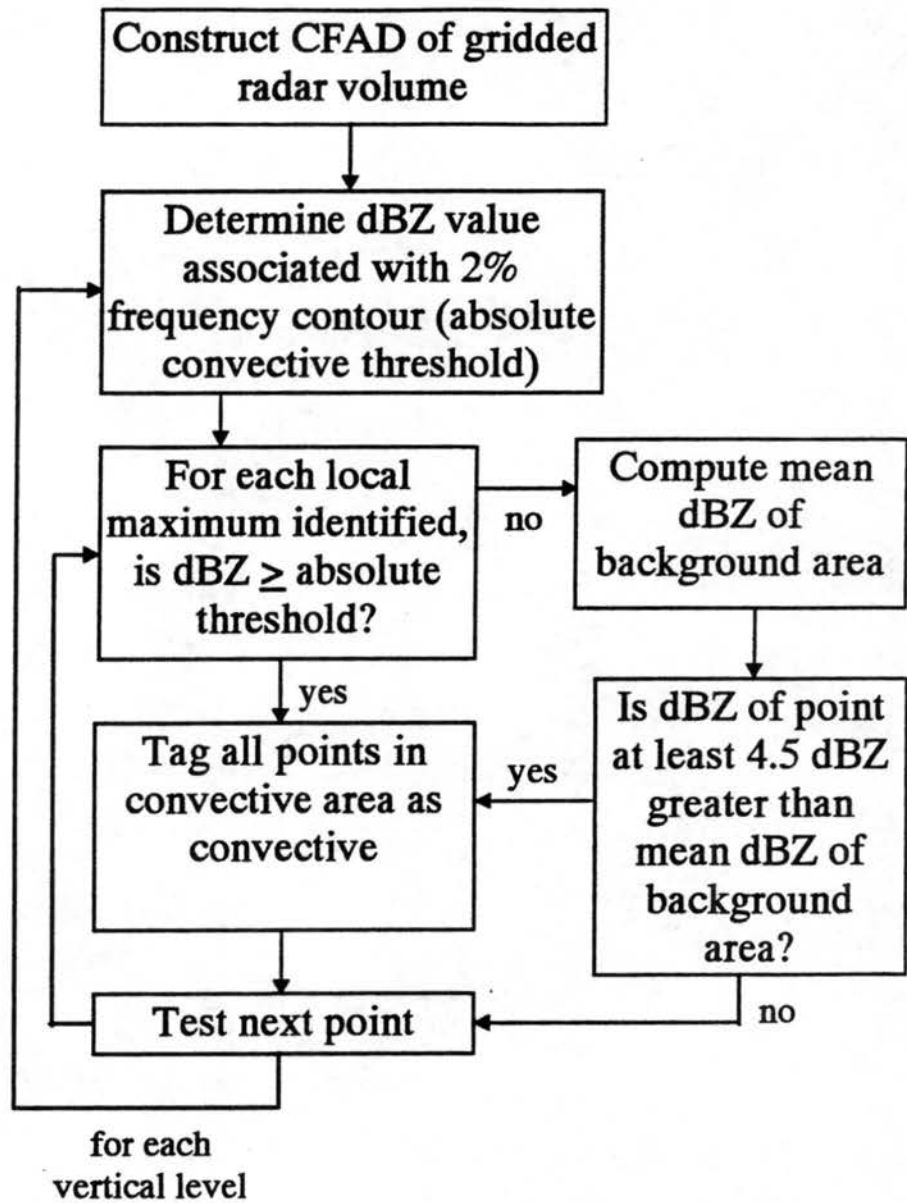 Construct CFAD of gridded
radar volume
Determine dBZ value
associated with 2%
frequency contour (absolute
convective threshold)
For each local
maximum identified,
is dBZ ≥ absolute
threshold?
no
Compute mean
dBZ of
background area
yes
Is dBZ of point
at least 4.5 dBZ
greater than
mean dBZ of
background
area?
yes
Tag all points in
convective area as
convective
no
Test next point
for each
vertical level